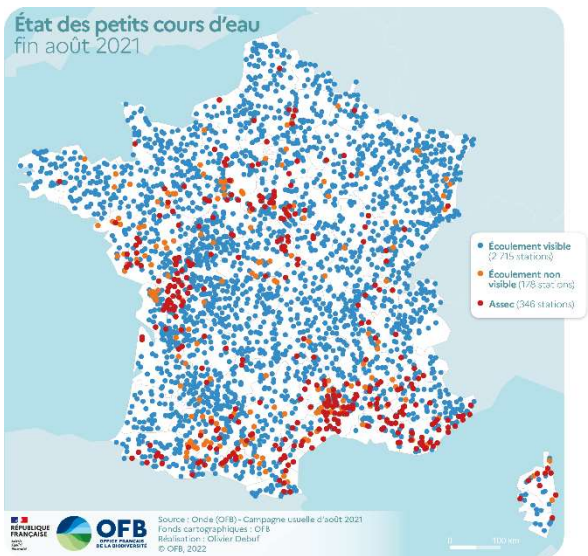 État des petits cours d'eau
fin août 2021
Écoulement visible
(2 715 stations)
Écoulement non
visible (178 stations)
Assec (346 stations)
RÉPUBLIQUE
FRANÇAISE
OFB
OFFICE FRANÇAIS
DE LA BIODIVERSITÉ
Source : Onde (OFB) - Campagne usuelle d'août 2021
Fonds cartographiques : OFB
Réalisation : Olivier Debuf
© OFB, 2022
0 100 km